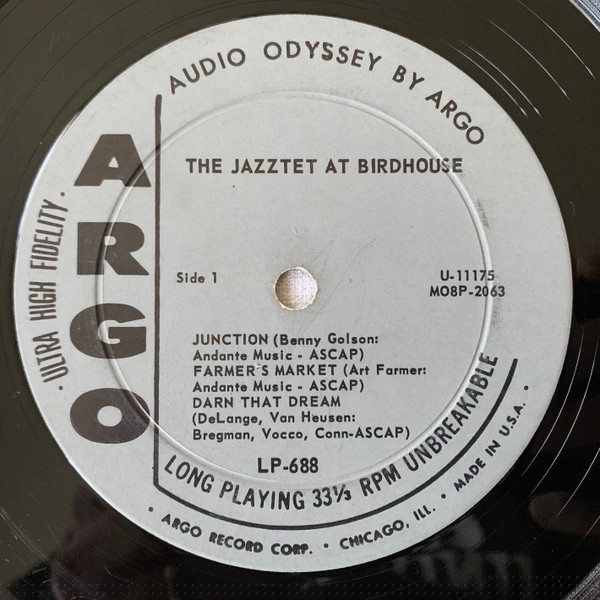 AUDIO ODYSSEY BY ARGO
ARGO
· ULTRA HIGH FIDELITY ·
THE JAZZTET AT BIRDHOUSE
Side 1
U-11175
MO8P-2063
JUNCTION (Benny Golson:
Andante Music - ASCAP)
FARMER'S MARKET (Art Farmer:
Andante Music - ASCAP)
DARN THAT DREAM
(DeLange, Van Heusen:
Bregman, Vocco, Conn-ASCAP)
LP-688
LONG PLAYING 33⅓ RPM UNBREAKABLE
· ARGO RECORD CORP. · CHICAGO, ILL. · MADE IN U.S.A. ·